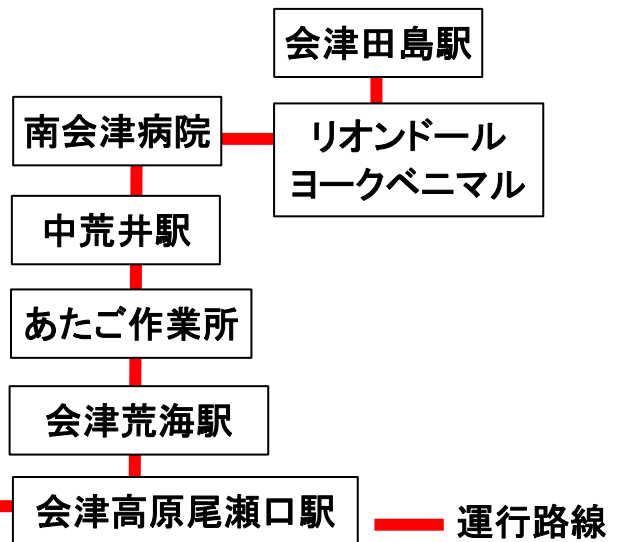 会津田島駅
南会津病院
リオンドール
ヨークベニマル
中荒井駅
あたご作業所
会津荒海駅
会津高原尾瀬口駅
運行路線